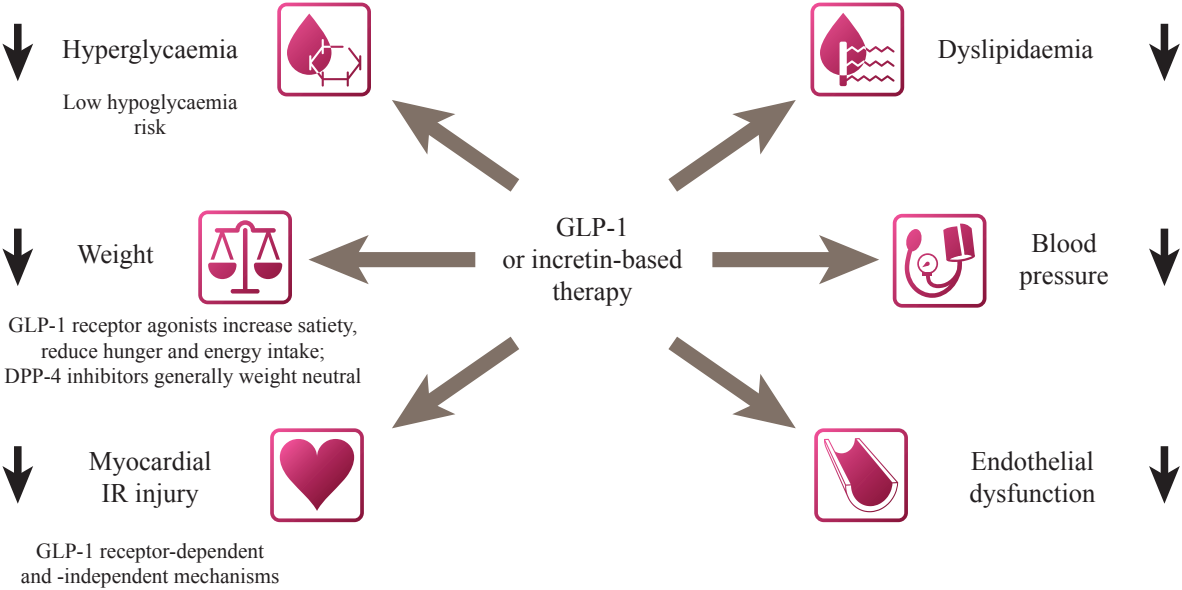 Hyperglycaemia
Low hypoglycaemia
risk
Dyslipidaemia
Weight
GLP-1 receptor agonists increase satiety,
reduce hunger and energy intake;
DPP-4 inhibitors generally weight neutral
GLP-1
or incretin-based
therapy
Blood
pressure
Myocardial
IR injury
GLP-1 receptor-dependent
and -independent mechanisms
Endothelial
dysfunction